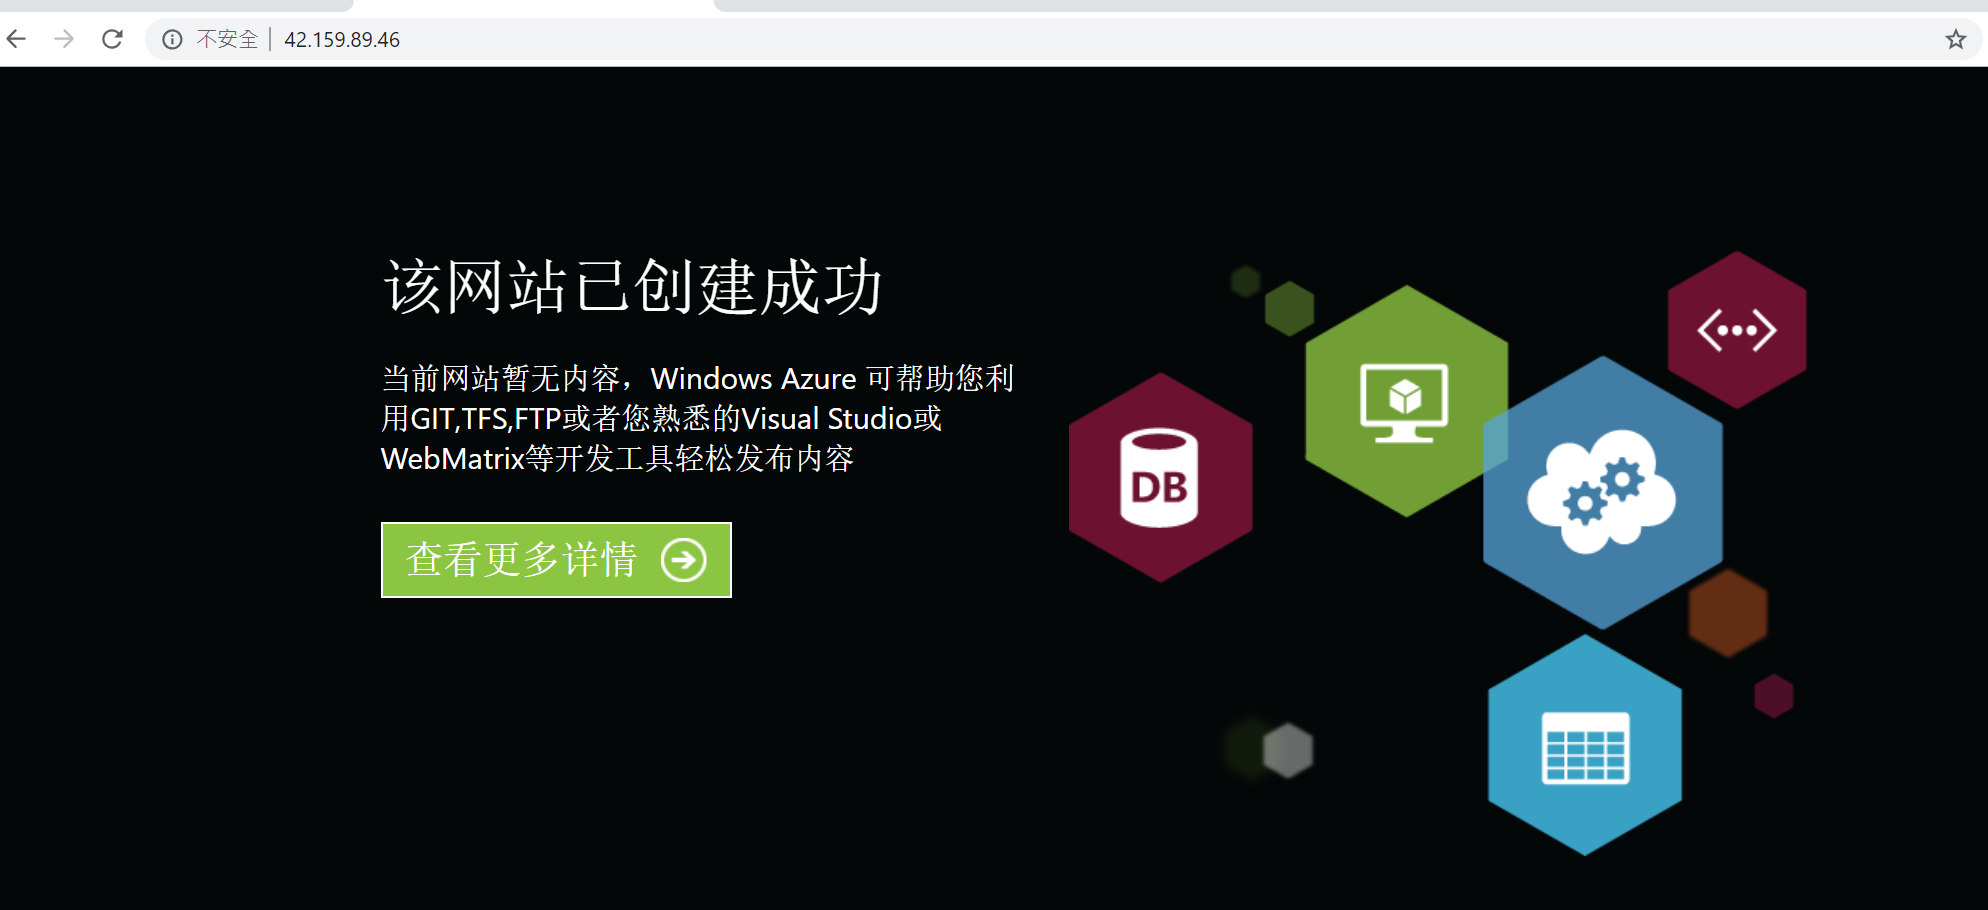 不安全 | 42.159.89.46
该网站已创建成功
当前网站暂无内容，Windows Azure 可帮助您利
用GIT,TFS,FTP或者您熟悉的Visual Studio或
WebMatrix等开发工具轻松发布内容
查看更多详情
DB